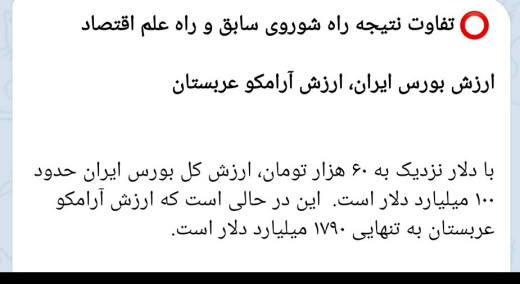 تفاوت نتیجه راه شوروی سابق و راه علم اقتصاد
ارزش بورس ایران، ارزش آرامکو عربستان
با دلار نزدیک به ۶۰ هزار تومان، ارزش کل بورس ایران حدود
۱۰۰ میلیارد دلار است. این در حالی است که ارزش آرامکو
عربستان به تنهایی ۱۷۹۰ میلیارد دلار است.